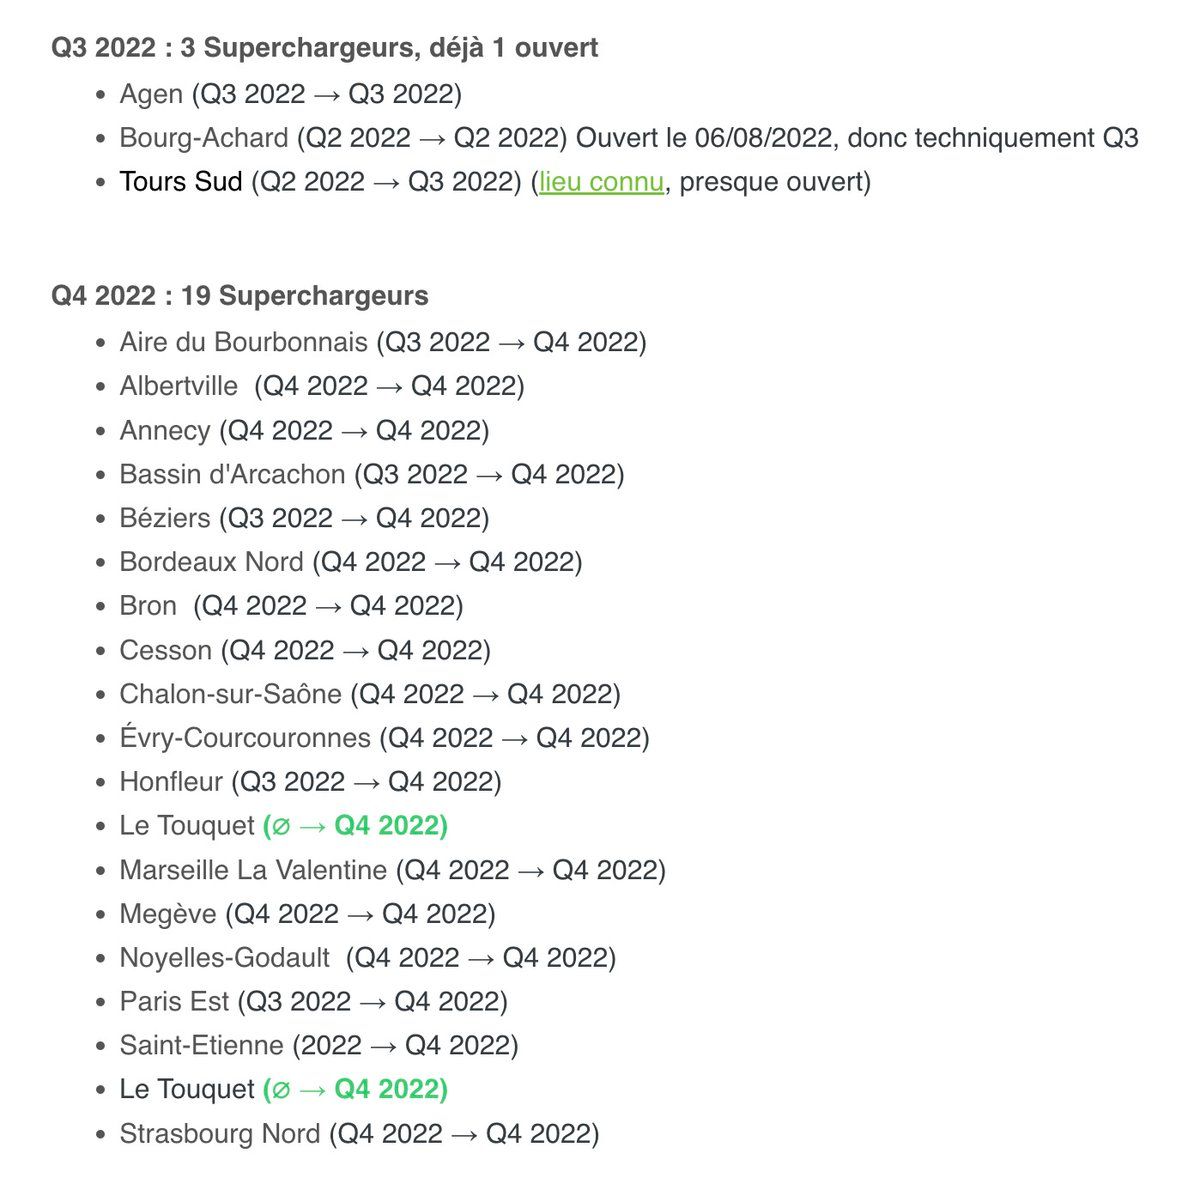 Q3 2022 : 3 Superchargeurs, déjà 1 ouvert
• Agen (Q3 2022 → Q3 2022)
• Bourg-Achard (Q2 2022 → Q2 2022) Ouvert le 06/08/2022, donc techniquement Q3
• Tours Sud (Q2 2022 → Q3 2022) (lieu connu, presque ouvert)
Q4 2022 : 19 Superchargeurs
• Aire du Bourbonnais (Q3 2022 → Q4 2022)
• Albertville  (Q4 2022 → Q4 2022)
• Annecy (Q4 2022 → Q4 2022)
• Bassin d'Arcachon (Q3 2022 → Q4 2022)
• Béziers (Q3 2022 → Q4 2022)
• Bordeaux Nord (Q4 2022 → Q4 2022)
• Bron  (Q4 2022 → Q4 2022)
• Cesson (Q4 2022 → Q4 2022)
• Chalon-sur-Saône (Q4 2022 → Q4 2022)
• Évry-Courcouronnes (Q4 2022 → Q4 2022)
• Honfleur (Q3 2022 → Q4 2022)
• Le Touquet (∅ → Q4 2022)
• Marseille La Valentine (Q4 2022 → Q4 2022)
• Megève (Q4 2022 → Q4 2022)
• Noyelles-Godault  (Q4 2022 → Q4 2022)
• Paris Est (Q3 2022 → Q4 2022)
• Saint-Etienne (2022 → Q4 2022)
• Le Touquet (∅ → Q4 2022)
• Strasbourg Nord (Q4 2022 → Q4 2022)